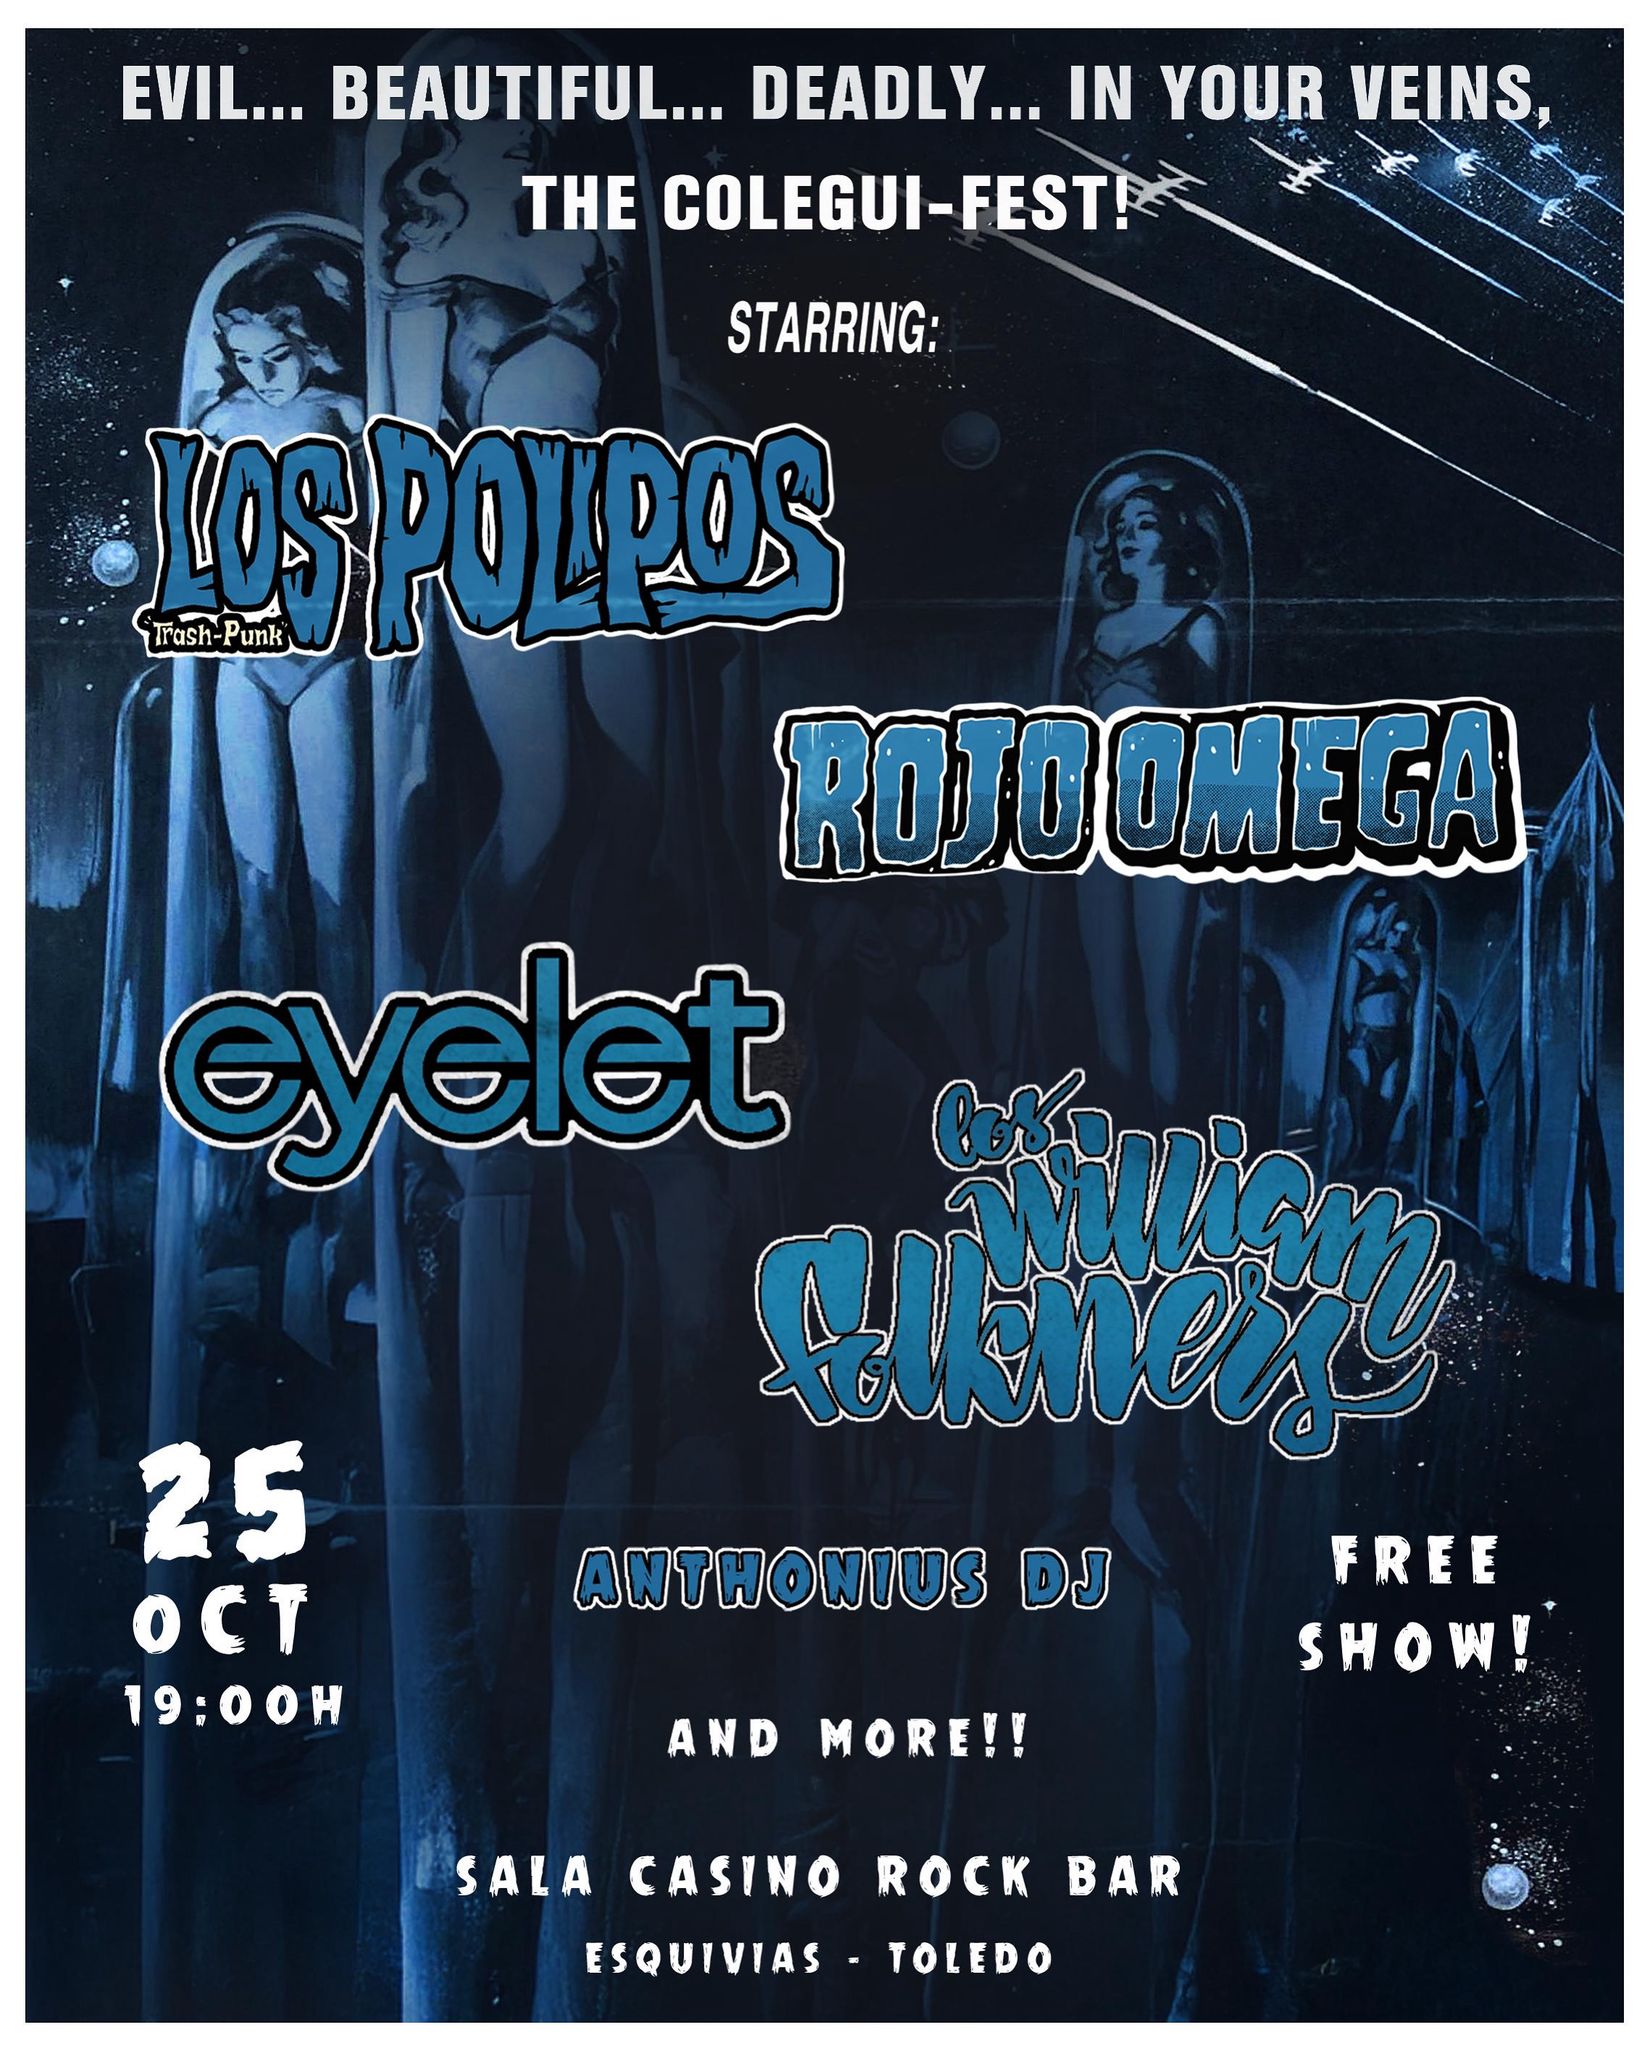 EVIL... BEAUTIFUL... DEADLY... IN YOUR VEINS,
THE COLEGUI-FEST!
STARRING:
LOS POLIPOS
"Trash-Punk"
ROJO OMEGA
eyelet
los
william
folkners
25
OCT
19:00H
ANTHONIUS DJ
FREE
SHOW!
AND MORE!!
SALA CASINO ROCK BAR
ESQUIVIAS - TOLEDO